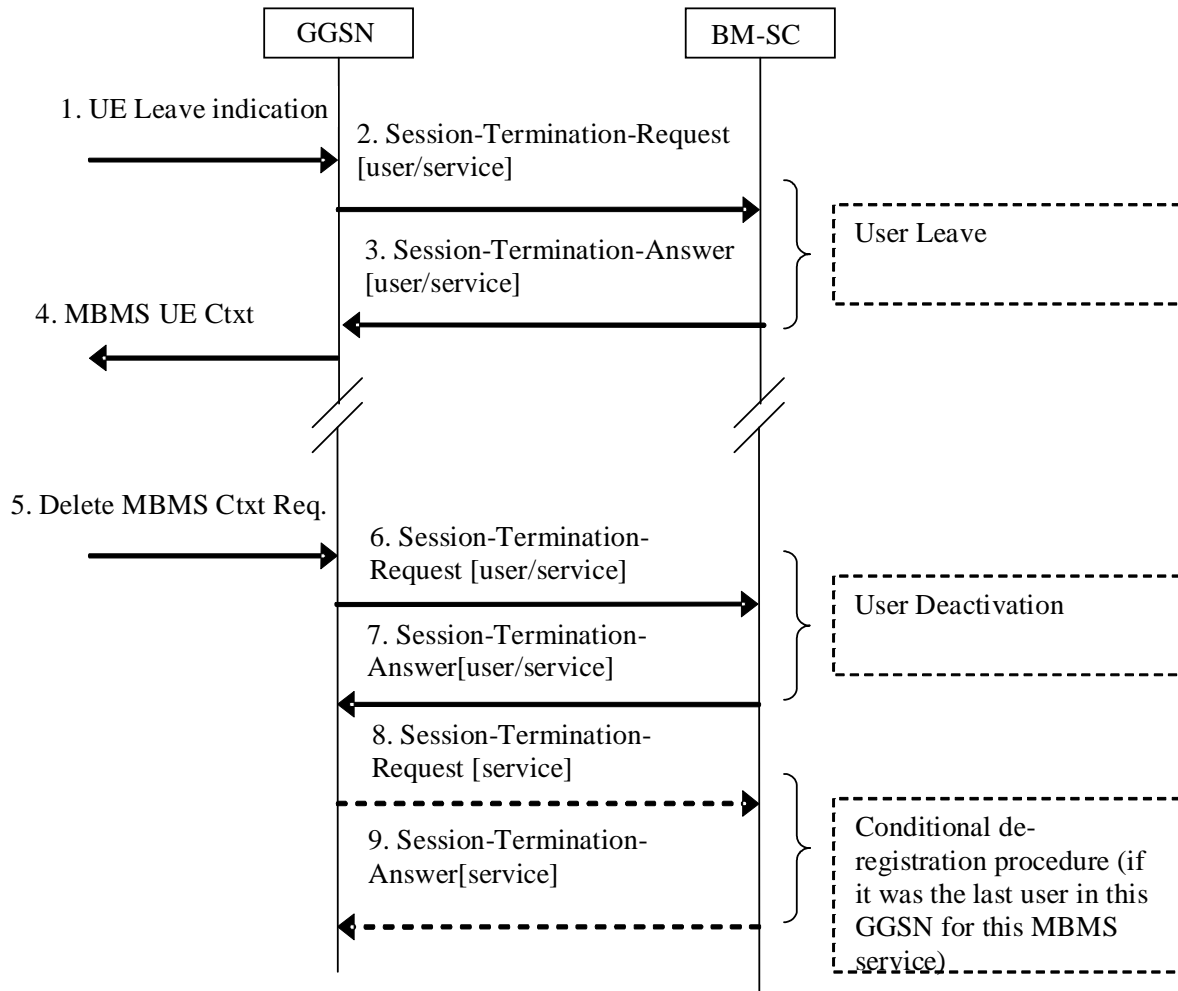 GGSN
BM-SC
1. UE Leave indication
2. Session-Termination-Request
[user/service]
User Leave
3. Session-Termination-Answer
[user/service]
4. MBMS UE Ctxt
5. Delete MBMS Ctxt Req.
6. Session-Termination-
Request [user/service]
User Deactivation
7. Session-Termination-
Answer[user/service]
8. Session-Termination-
Request [service]
9. Session-Termination-
Answer[service]
Conditional de-
registration procedure (if
it was the last user in this
GGSN for this MBMS
service)